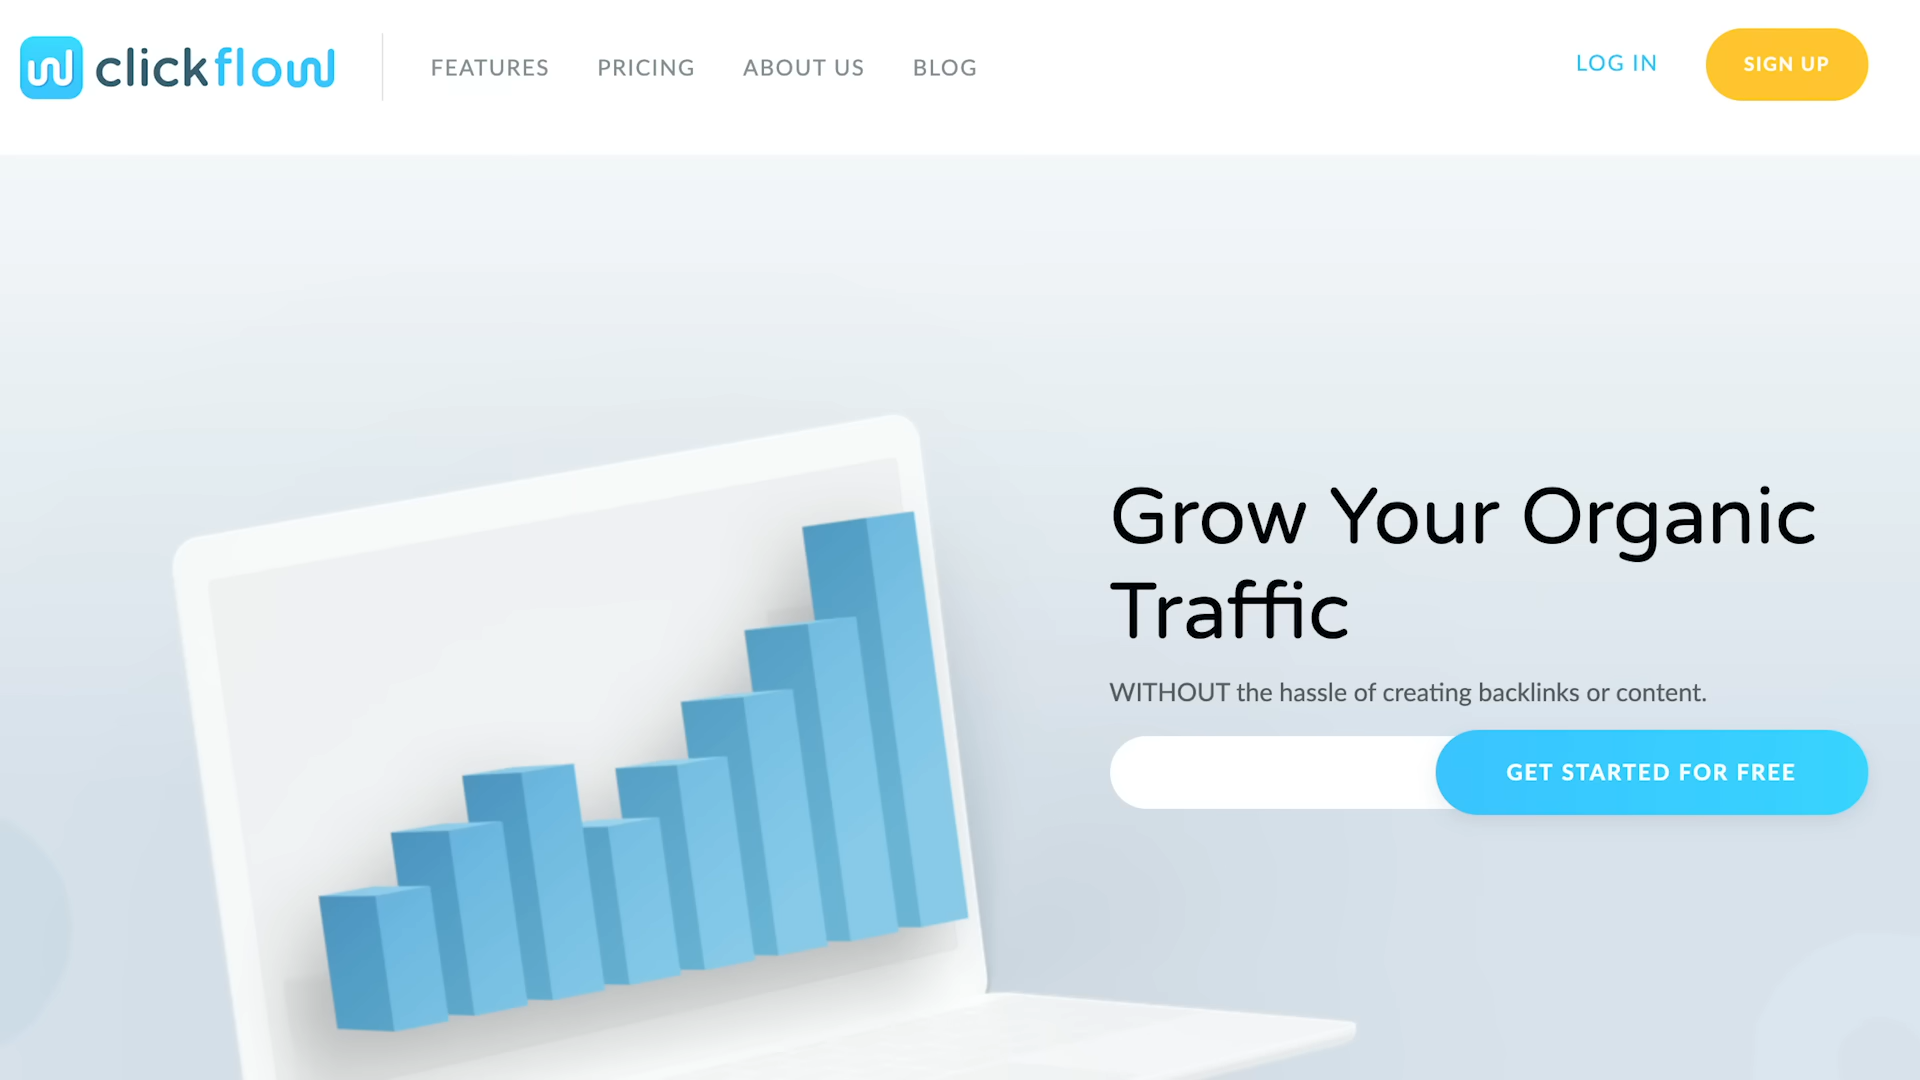 clickflow
FEATURES PRICING ABOUT US BLOG
LOG IN
SIGN UP
Grow Your Organic
Traffic
WITHOUT the hassle of creating backlinks or content.
GET STARTED FOR FREE